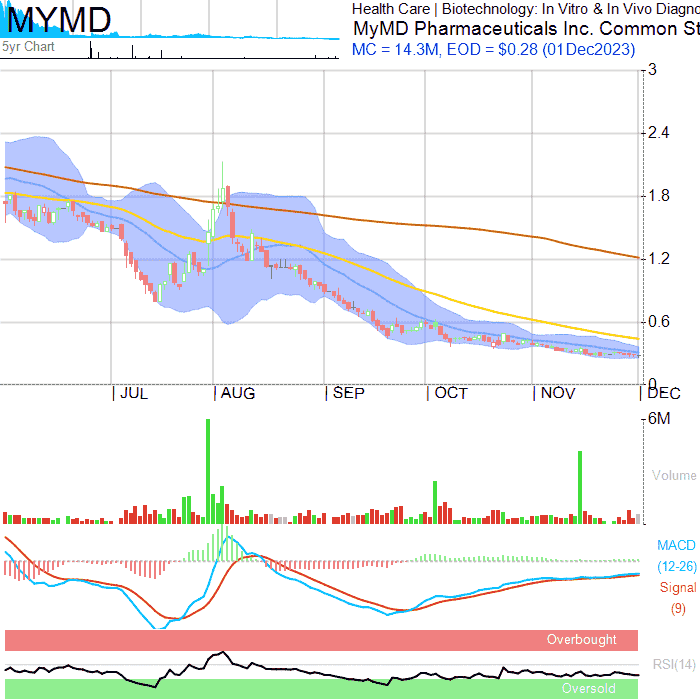 MYMD
5yr Chart
Health Care | Biotechnology: In Vitro & In Vivo Diagno
MyMD Pharmaceuticals Inc. Common St
MC = 14.3M, EOD = $0.28 (01Dec2023)
3
2.4
1.8
1.2
0.6
0
| JUL | AUG | SEP | OCT | NOV | DEC
6M
Volume
MACD
(12-26)
Signal
(9)
Overbought
RSI(14)
Oversold